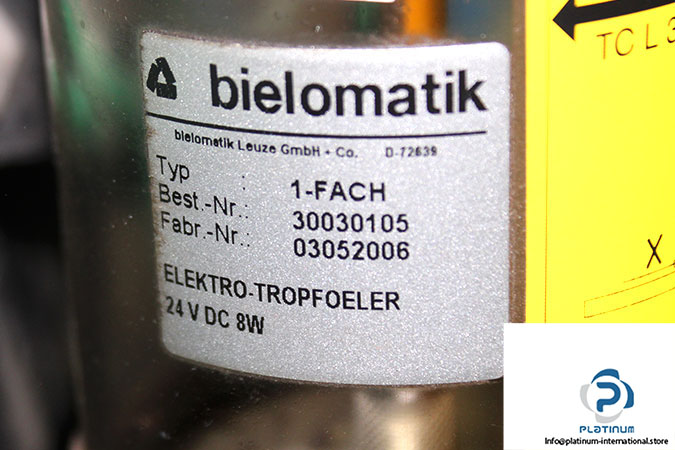 bielomatik
bielomatik Leuze GmbH + Co. D-72639
Typ : 1-FACH
Best.-Nr.: 30030105
Fabr.-Nr.: 03052006
ELEKTRO-TROPFOELER
24 V DC 8W
TC L 3
X
PLATINUM
Info@platinum-international.store